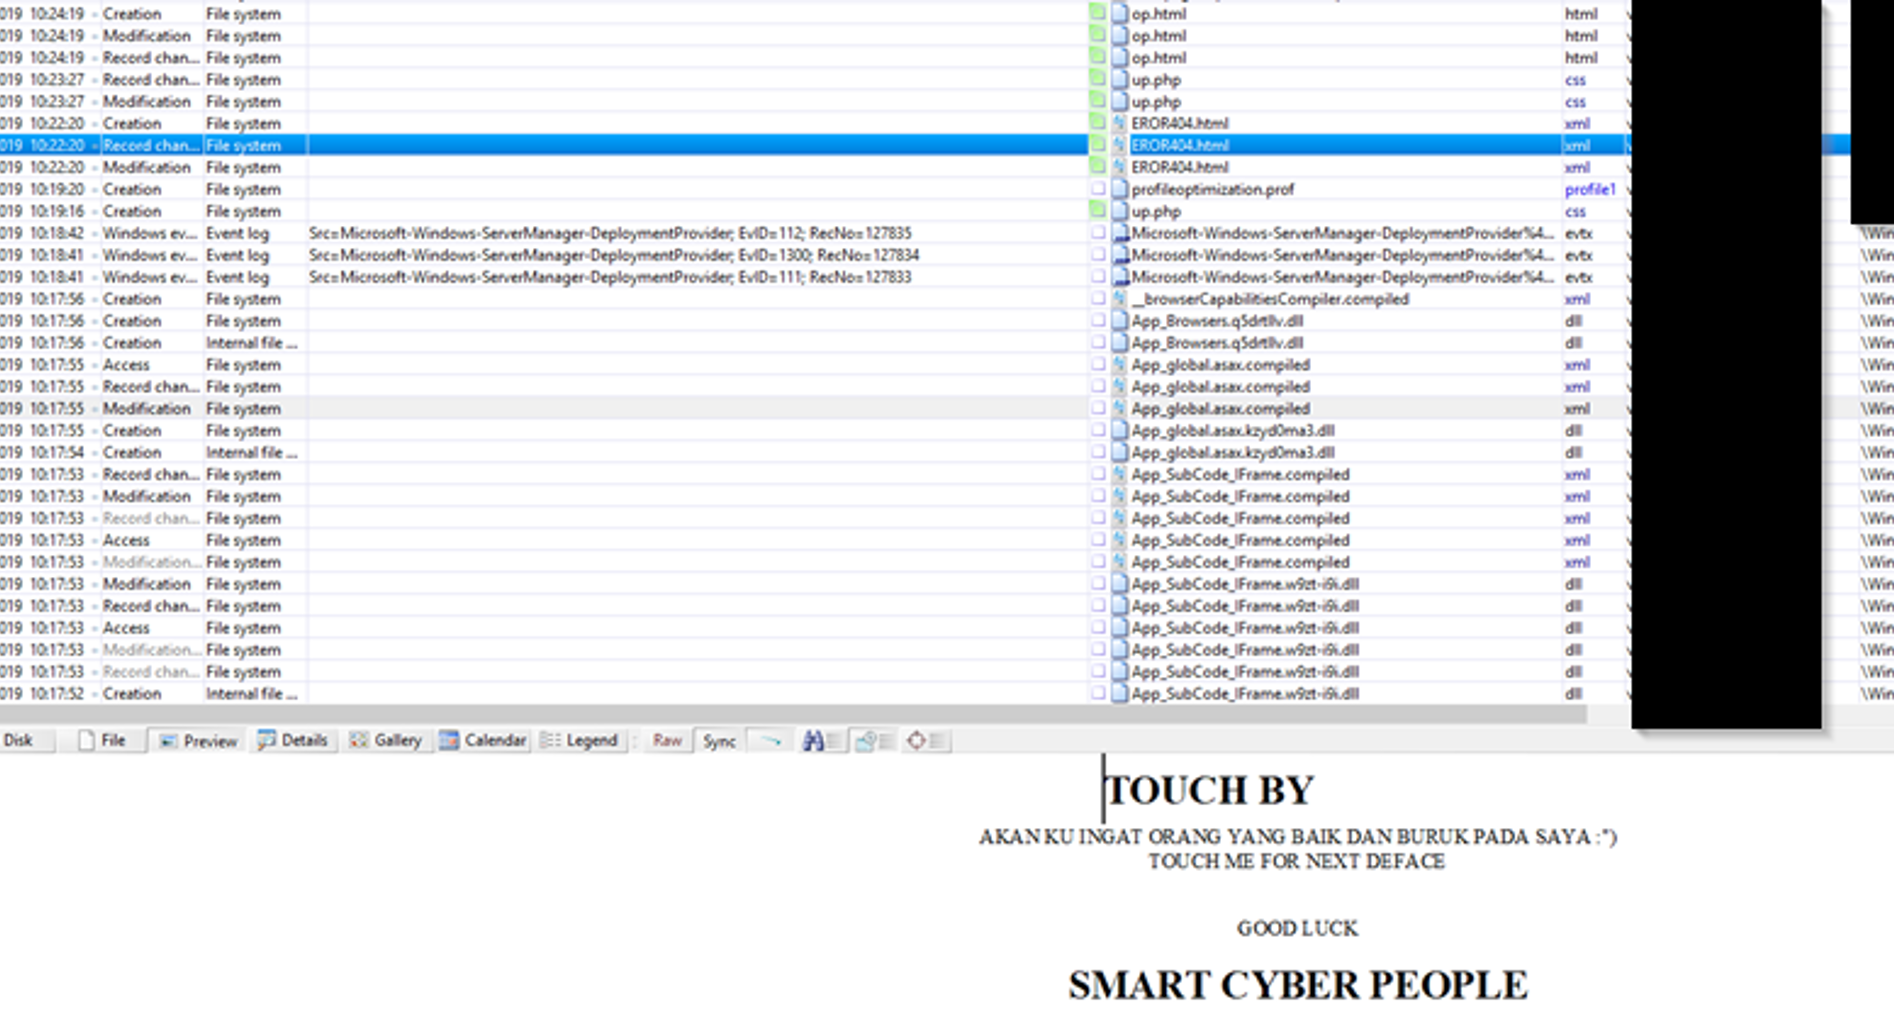 019 10:24:19 Creation File system op.html html
019 10:24:19 Modification File system op.html html
019 10:24:19 Record chan... File system op.html html
019 10:23:27 Record chan... File system up.php css
019 10:23:27 Modification File system up.php css
019 10:22:20 Creation File system EROR404.html xml
019 10:22:20 Record chan... File system EROR404.html xml
019 10:22:20 Modification File system EROR404.html xml
019 10:19:20 Creation File system profileoptimization.prof profile1
019 10:19:16 Creation File system up.php css
019 10:18:42 Windows ev... Event log Src=Microsoft-Windows-ServerManager-DeploymentProvider; EvID=112; RecNo=127835 Microsoft-Windows-ServerManager-DeploymentProvider%4... evtx \Win
019 10:18:41 Windows ev... Event log Src=Microsoft-Windows-ServerManager-DeploymentProvider; EvID=1300; RecNo=127834 Microsoft-Windows-ServerManager-DeploymentProvider%4... evtx \Win
019 10:18:41 Windows ev... Event log Src=Microsoft-Windows-ServerManager-DeploymentProvider; EvID=111; RecNo=127833 Microsoft-Windows-ServerManager-DeploymentProvider%4... evtx \Win
019 10:17:56 Creation File system __browserCapabilitiesCompiler.compiled xml \Win
019 10:17:56 Creation File system App_Browsers.q5drtllv.dll dll \Win
019 10:17:56 Creation Internal file ... App_Browsers.q5drtllv.dll dll \Win
019 10:17:55 Access File system App_global.asax.compiled xml \Win
019 10:17:55 Record chan... File system App_global.asax.compiled xml \Win
019 10:17:55 Modification File system App_global.asax.compiled xml \Win
019 10:17:55 Creation File system App_global.asax.kzyd0ma3.dll dll \Win
019 10:17:54 Creation Internal file ... App_global.asax.kzyd0ma3.dll dll \Win
019 10:17:53 Record chan... File system App_SubCode_IFrame.compiled xml \Win
019 10:17:53 Modification File system App_SubCode_IFrame.compiled xml \Win
019 10:17:53 Record chan... File system App_SubCode_IFrame.compiled xml \Win
019 10:17:53 Access File system App_SubCode_IFrame.compiled xml \Win
019 10:17:53 Modification... File system App_SubCode_IFrame.compiled xml \Win
019 10:17:53 Modification File system App_SubCode_IFrame.w9zt-i9i.dll dll \Win
019 10:17:53 Record chan... File system App_SubCode_IFrame.w9zt-i9i.dll dll \Win
019 10:17:53 Access File system App_SubCode_IFrame.w9zt-i9i.dll dll \Win
019 10:17:53 Modification... File system App_SubCode_IFrame.w9zt-i9i.dll dll \Win
019 10:17:53 Record chan... File system App_SubCode_IFrame.w9zt-i9i.dll dll \Win
019 10:17:52 Creation Internal file ... App_SubCode_IFrame.w9zt-i9i.dll dll \Win
Disk File Preview Details Gallery Calendar Legend Raw Sync
TOUCH BY
AKAN KU INGAT ORANG YANG BAIK DAN BURUK PADA SAYA :")
TOUCH ME FOR NEXT DEFACE
GOOD LUCK
SMART CYBER PEOPLE